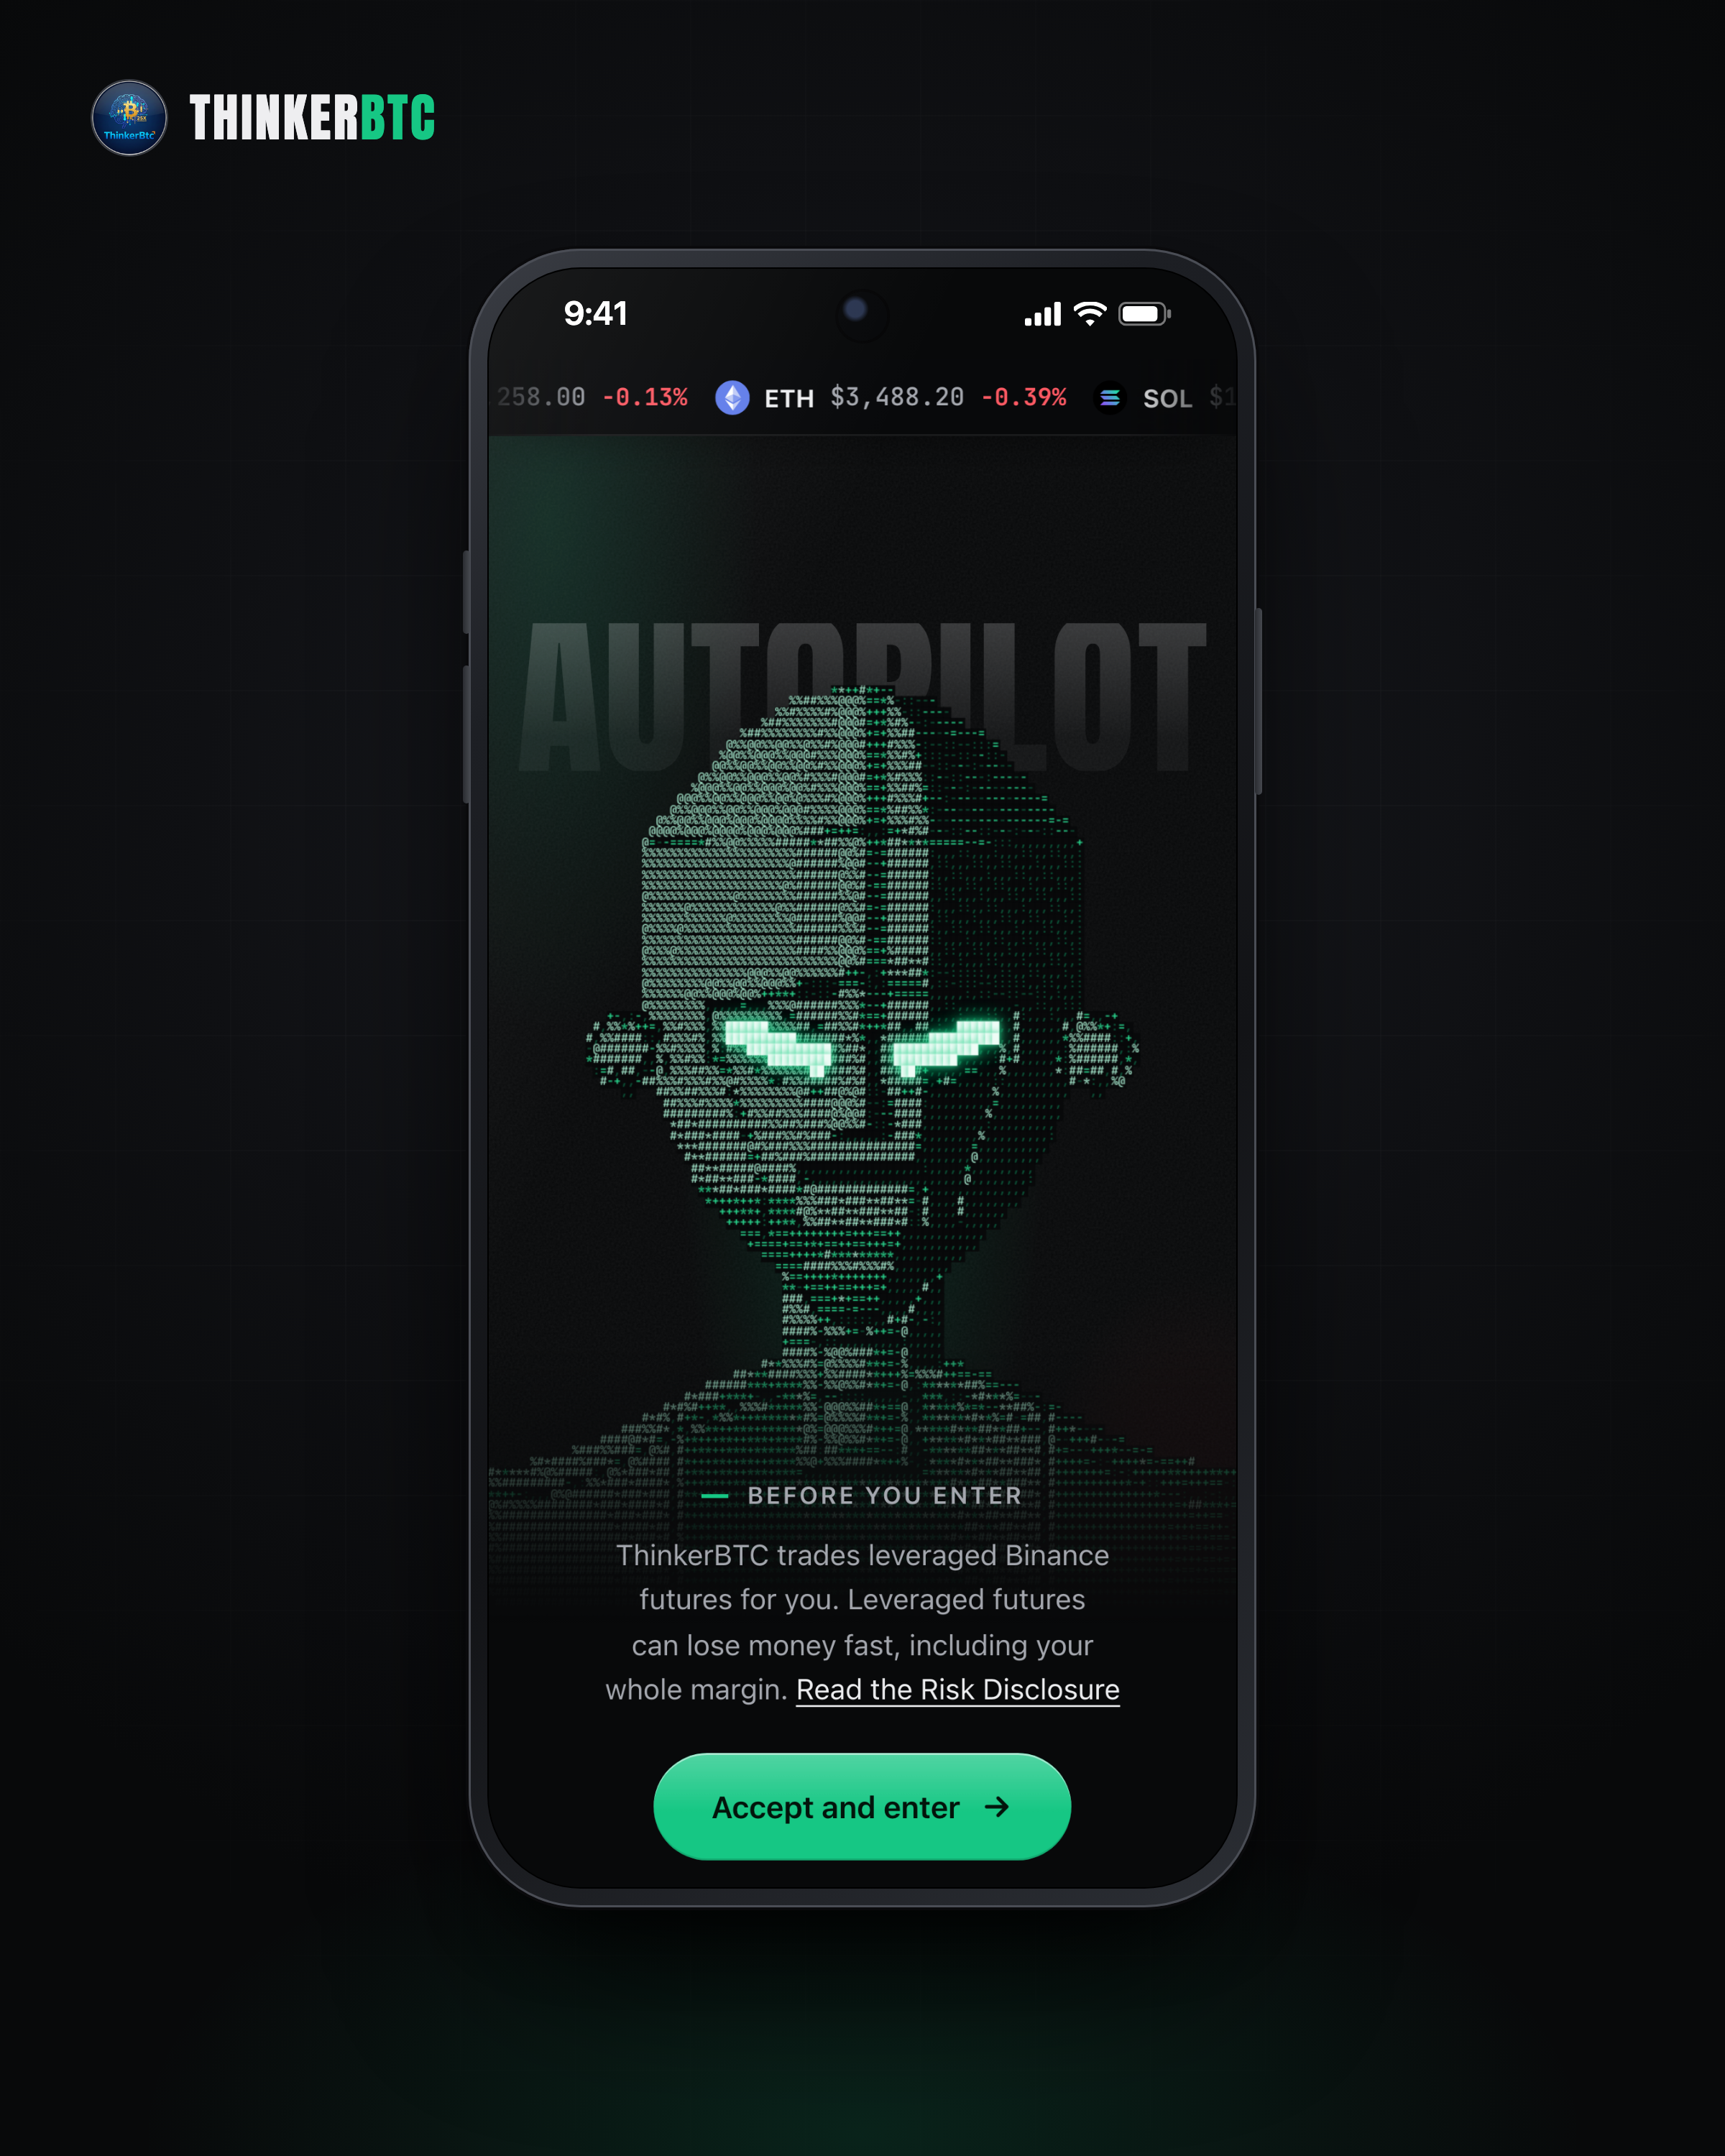 ThinkerBtc
THINKERBTC
9:41
258.00 -0.13% ETH $3,488.20 -0.39% SOL $1
AUTOPILOT
BEFORE YOU ENTER
ThinkerBTC trades leveraged Binance
futures for you. Leveraged futures
can lose money fast, including your
whole margin. Read the Risk Disclosure
Accept and enter →